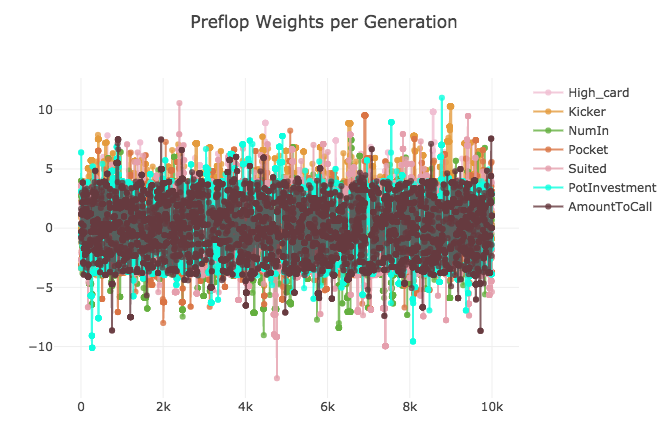 Preflop Weights per Generation
High_card
Kicker
NumIn
Pocket
Suited
PotInvestment
AmountToCall
10
5
0
−5
−10
0
2k
4k
6k
8k
10k